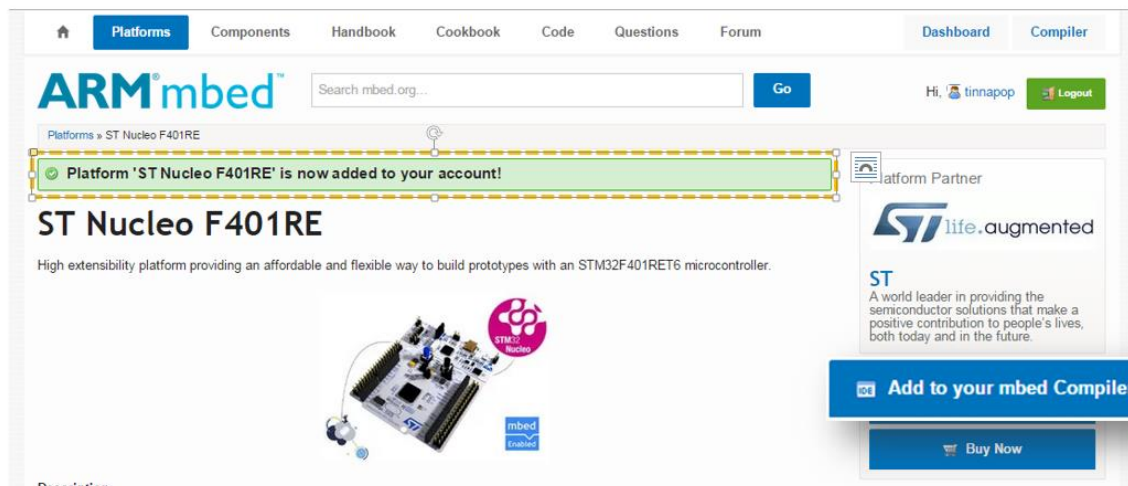 Platforms Components Handbook Cookbook Code Questions Forum Dashboard Compiler
ARM®mbed™
Search mbed.org...
Go
Hi, tinnapop
Logout
Platforms » ST Nucleo F401RE
Platform 'ST Nucleo F401RE' is now added to your account!
ST Nucleo F401RE
High extensibility platform providing an affordable and flexible way to build prototypes with an STM32F401RET6 microcontroller.
STM32
Nucleo
mbed
Enabled
Platform Partner
ST life.augmented
ST
A world leader in providing the
semiconductor solutions that make a
positive contribution to people's lives,
both today and in the future.
IDE Add to your mbed Compile
Buy Now